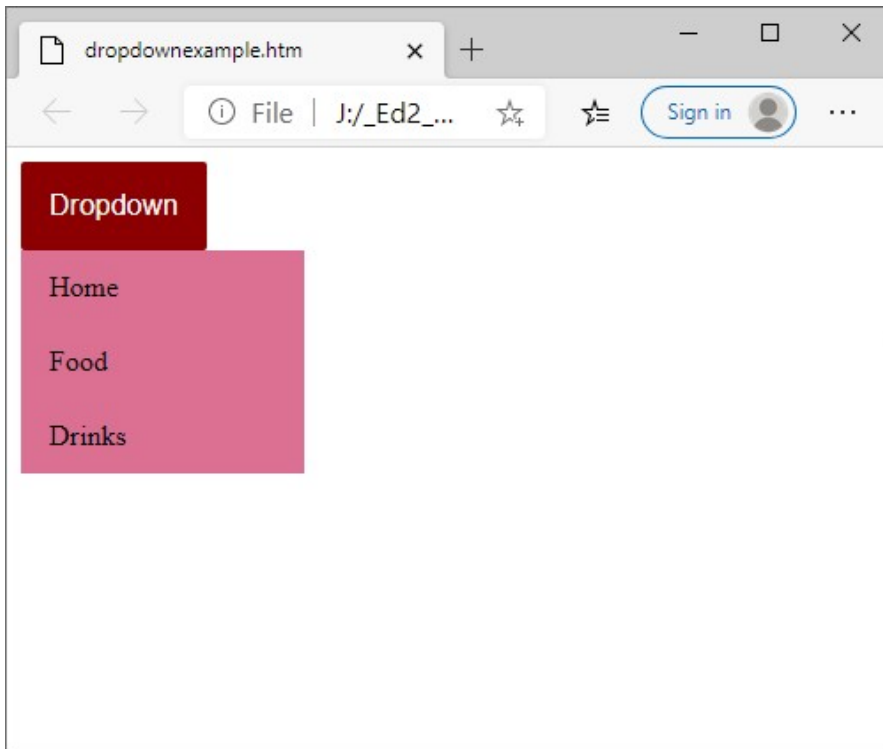 dropdownexample.htm
File | J:/_Ed2_... Sign in
Dropdown
Home
Food
Drinks